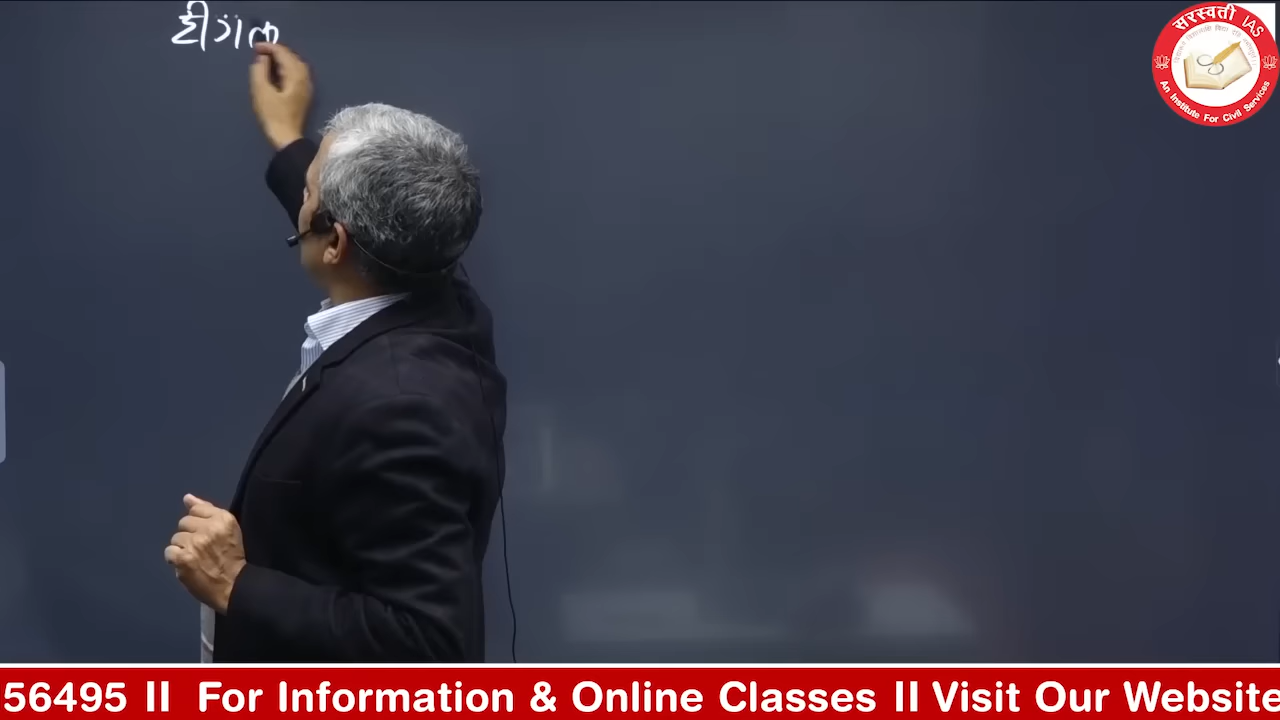 हीगल
सरस्वती IAS
An Institute For Civil Services
56495 II For Information & Online Classes II Visit Our Website